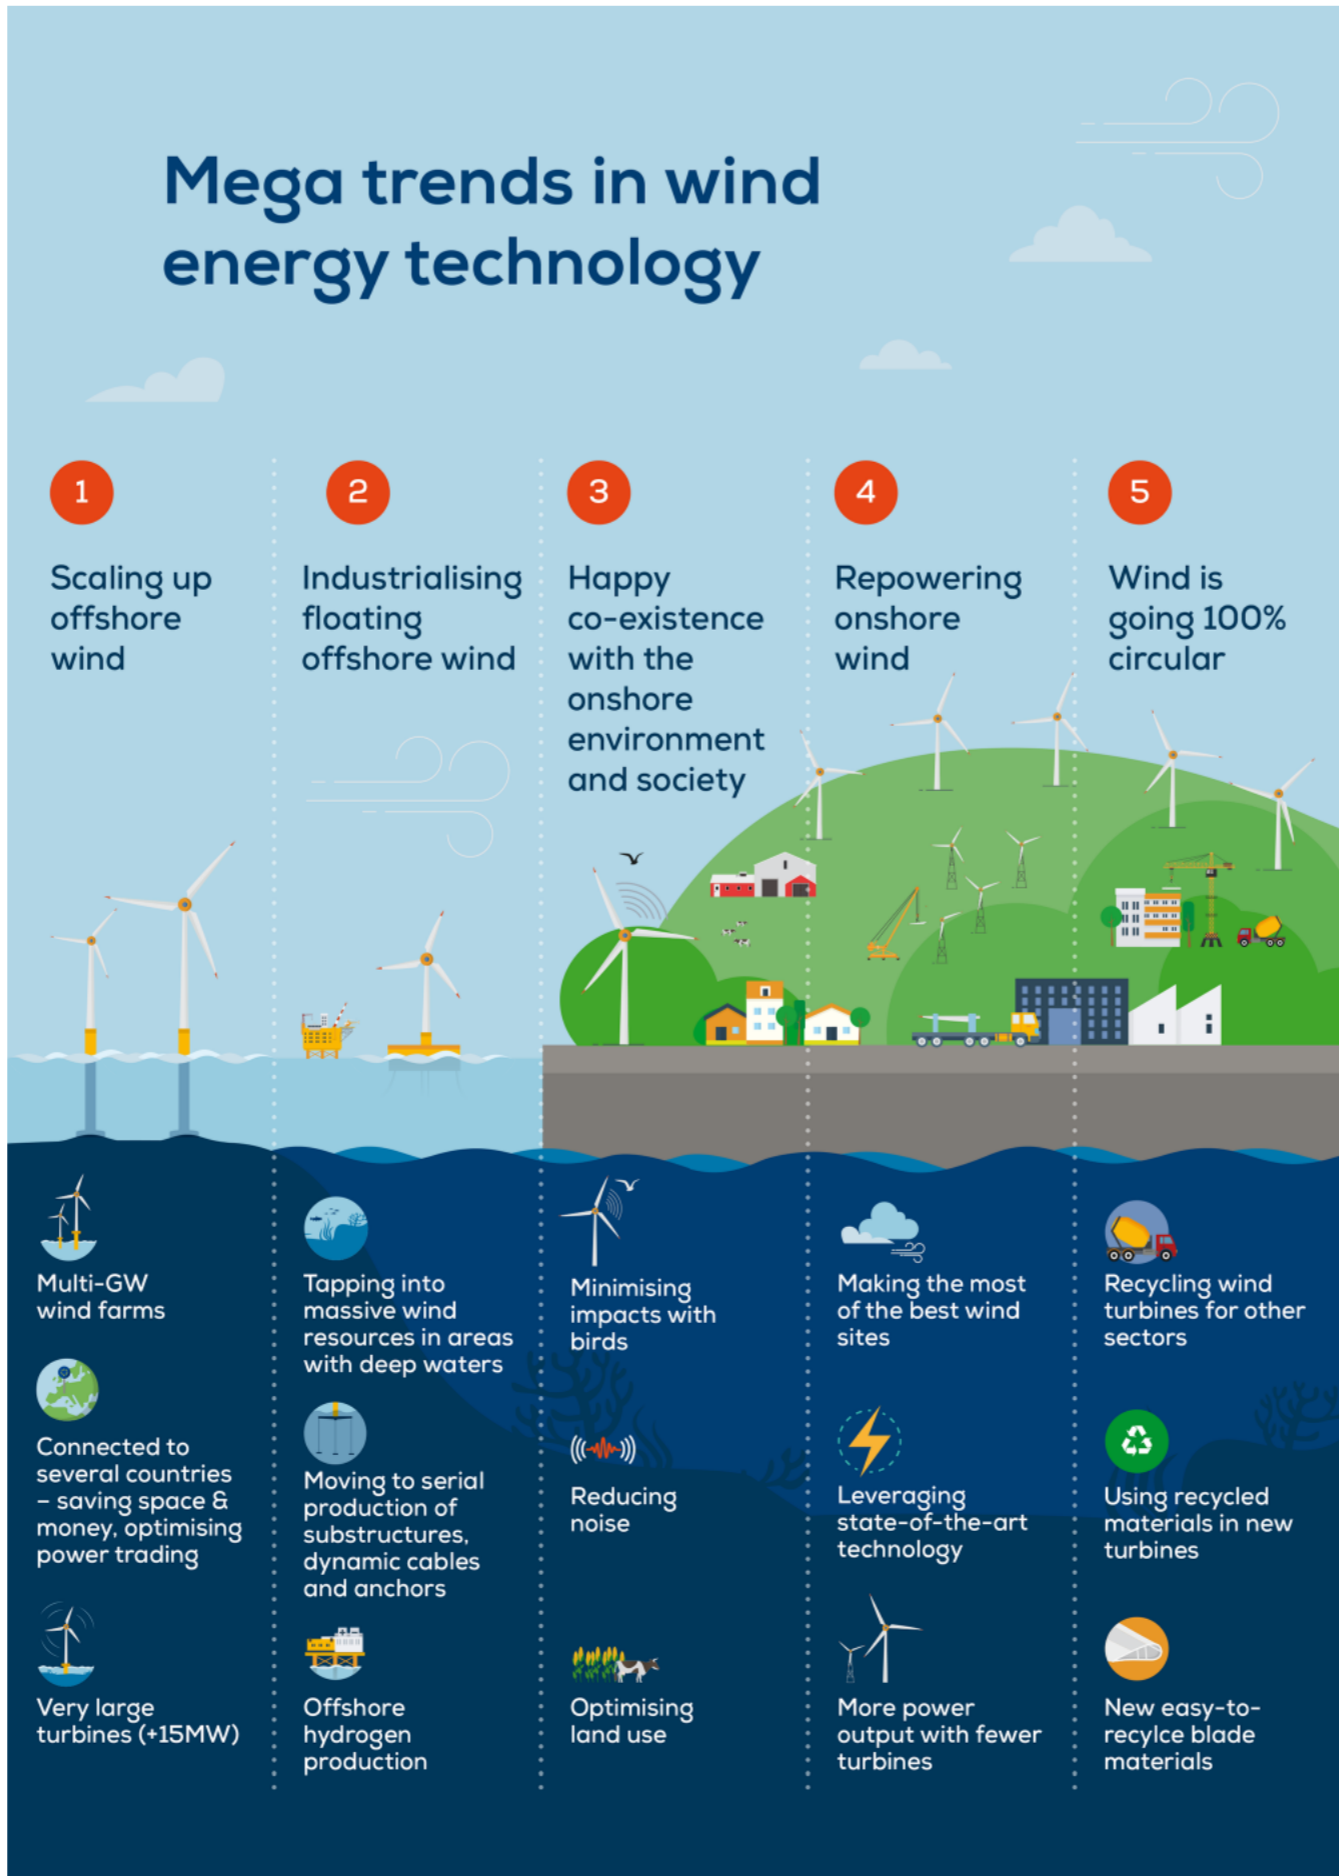 Mega trends in wind
energy technology
1
Scaling up
offshore
wind
2
Industrialising
floating
offshore wind
3
Happy
co-existence
with the
onshore
environment
and society
4
Repowering
onshore
wind
5
Wind is
going 100%
circular
Multi-GW
wind farms
Connected to
several countries
– saving space &
money, optimising
power trading
Very large
turbines (+15MW)
Tapping into
massive wind
resources in areas
with deep waters
Moving to serial
production of
substructures,
dynamic cables
and anchors
Offshore
hydrogen
production
Minimising
impacts with
birds
Reducing
noise
Optimising
land use
Making the most
of the best wind
sites
Leveraging
state-of-the-art
technology
More power
output with fewer
turbines
Recycling wind
turbines for other
sectors
Using recycled
materials in new
turbines
New easy-to-
recylce blade
materials